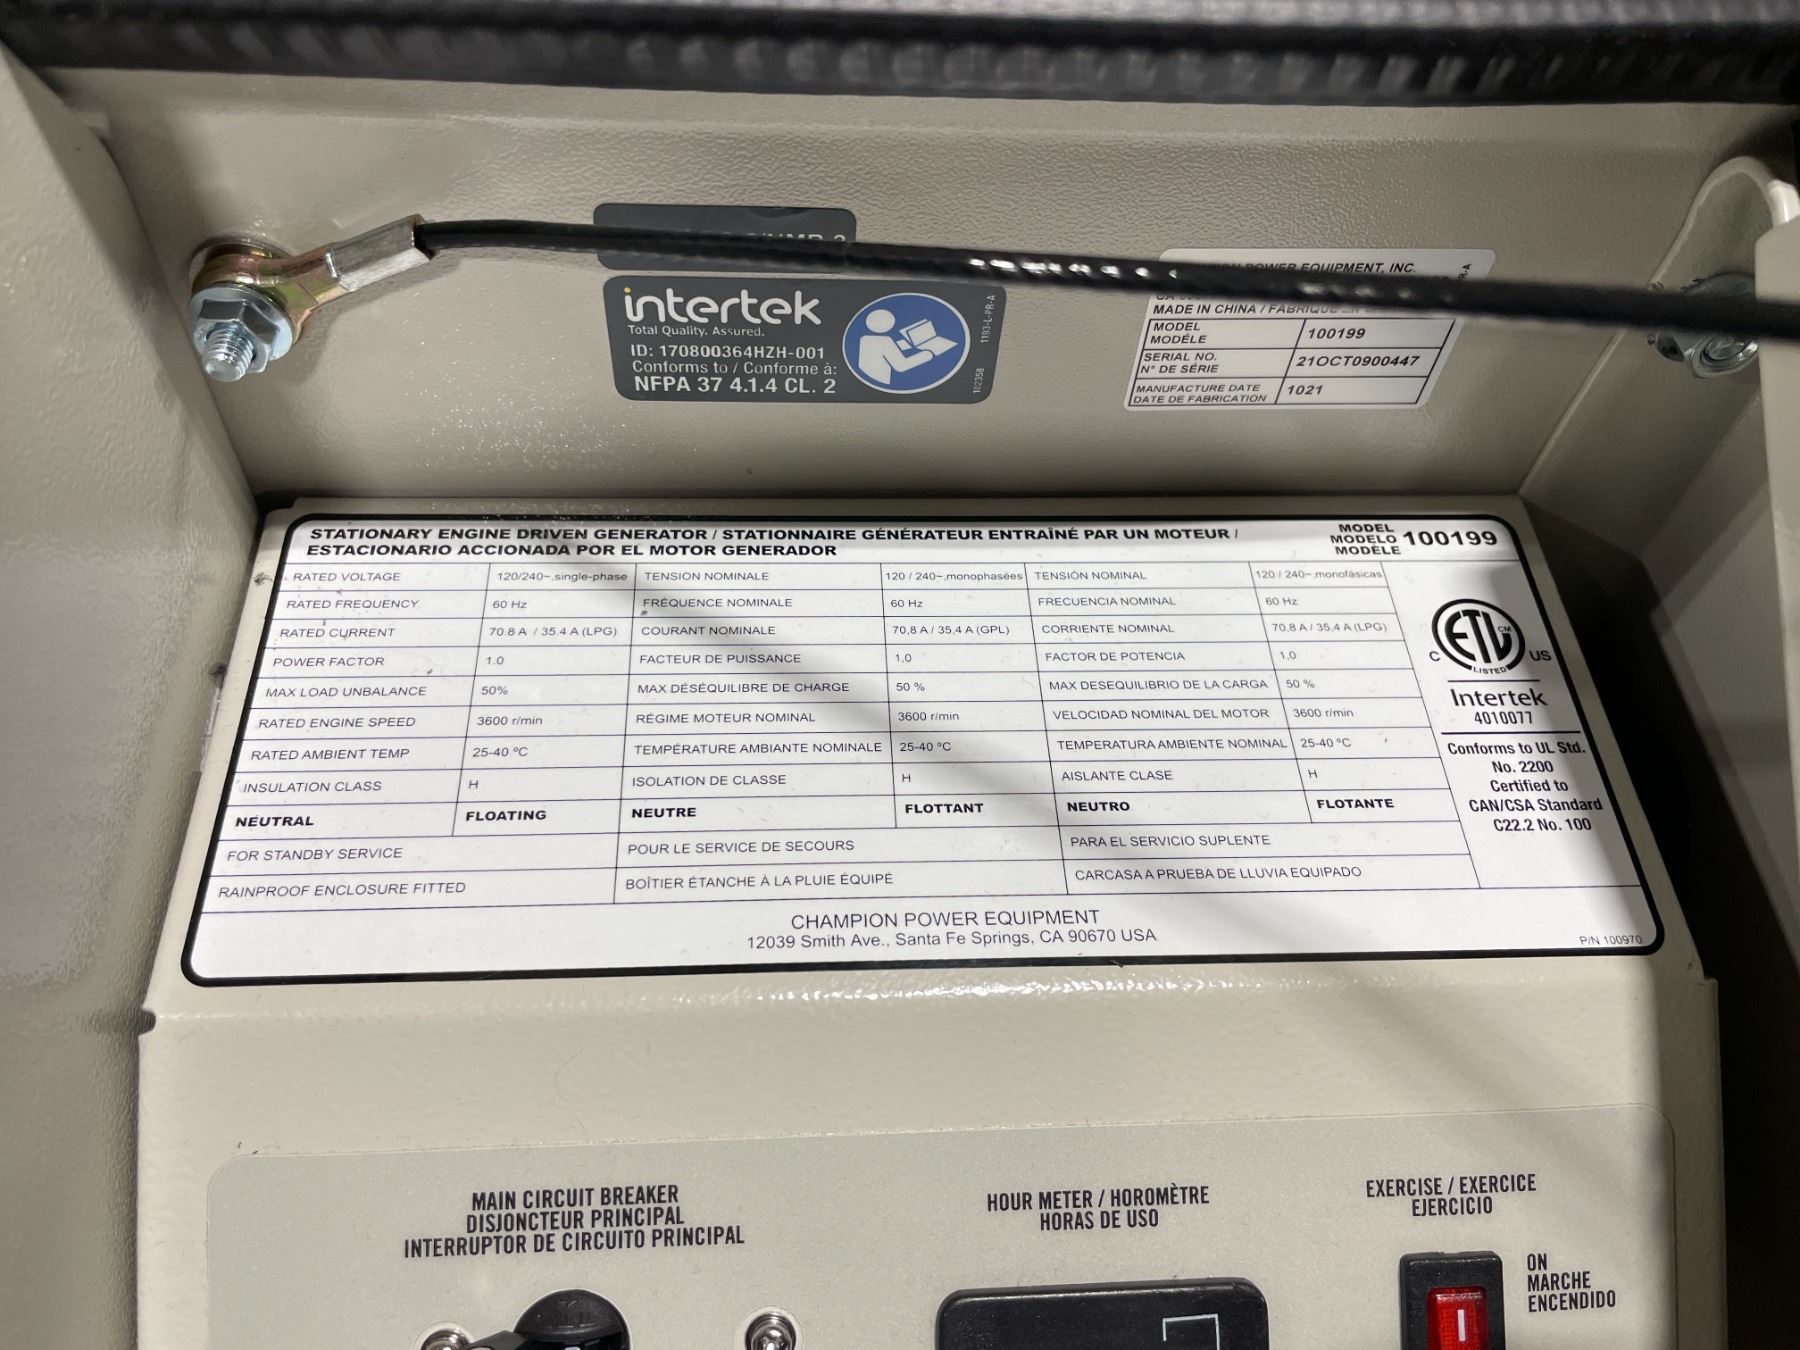 intertek
Total Quality. Assured.
ID: 170800364HZH-001
Conforms to / Conforme à:
NFPA 37 4.1.4 CL. 2
1193-L-PR-A
102358
POWER EQUIPMENT, INC.
MADE IN CHINA /
MODEL
MODÉLE
100199
SERIAL NO.
N° DE SÉRIE
21OCT0900447
MANUFACTURE DATE
DATE DE FABRICATION
1021
STATIONARY ENGINE DRIVEN GENERATOR / STATIONNAIRE GÉNÉRATEUR ENTRAÎNÉ PAR UN MOTEUR /
ESTACIONARIO ACCIONADA POR EL MOTOR GENERADOR
MODEL
MODELO 100199
MODÈLE
RATED VOLTAGE 120/240~,single-phase TENSION NOMINALE 120 / 240~,monophasées TENSIÓN NOMINAL 120 / 240~,monofásicas
RATED FREQUENCY 60 Hz FRÉQUENCE NOMINALE 60 Hz FRECUENCIA NOMINAL 60 Hz
RATED CURRENT 70.8 A / 35.4 A (LPG) COURANT NOMINALE 70,8 A / 35,4 A (GPL) CORRIENTE NOMINAL 70,8 A / 35,4 A (LPG)
POWER FACTOR 1.0 FACTEUR DE PUISSANCE 1,0 FACTOR DE POTENCIA 1,0
MAX LOAD UNBALANCE 50% MAX DÉSÉQUILIBRE DE CHARGE 50 % MAX DESEQUILIBRIO DE LA CARGA 50 %
RATED ENGINE SPEED 3600 r/min RÉGIME MOTEUR NOMINAL 3600 r/min VELOCIDAD NOMINAL DEL MOTOR 3600 r/min
RATED AMBIENT TEMP 25-40 ºC TEMPÉRATURE AMBIANTE NOMINALE 25-40 ºC TEMPERATURA AMBIENTE NOMINAL 25-40 ºC
INSULATION CLASS H ISOLATION DE CLASSE H AISLANTE CLASE H
NEUTRAL FLOATING NEUTRE FLOTTANT NEUTRO FLOTANTE
FOR STANDBY SERVICE POUR LE SERVICE DE SECOURS PARA EL SERVICIO SUPLENTE
RAINPROOF ENCLOSURE FITTED BOÎTIER ÉTANCHE À LA PLUIE ÉQUIPÉ CARCASA A PRUEBA DE LLUVIA EQUIPADO
ETL CM
C US
LISTED
Intertek
4010077
Conforms to UL Std.
No. 2200
Certified to
CAN/CSA Standard
C22.2 No. 100
CHAMPION POWER EQUIPMENT
12039 Smith Ave., Santa Fe Springs, CA 90670 USA
P/N 100970
MAIN CIRCUIT BREAKER
DISJONCTEUR PRINCIPAL
INTERRUPTOR DE CIRCUITO PRINCIPAL
HOUR METER / HOROMÈTRE
HORAS DE USO
EXERCISE / EXERCICE
EJERCICIO
ON
MARCHE
ENCENDIDO